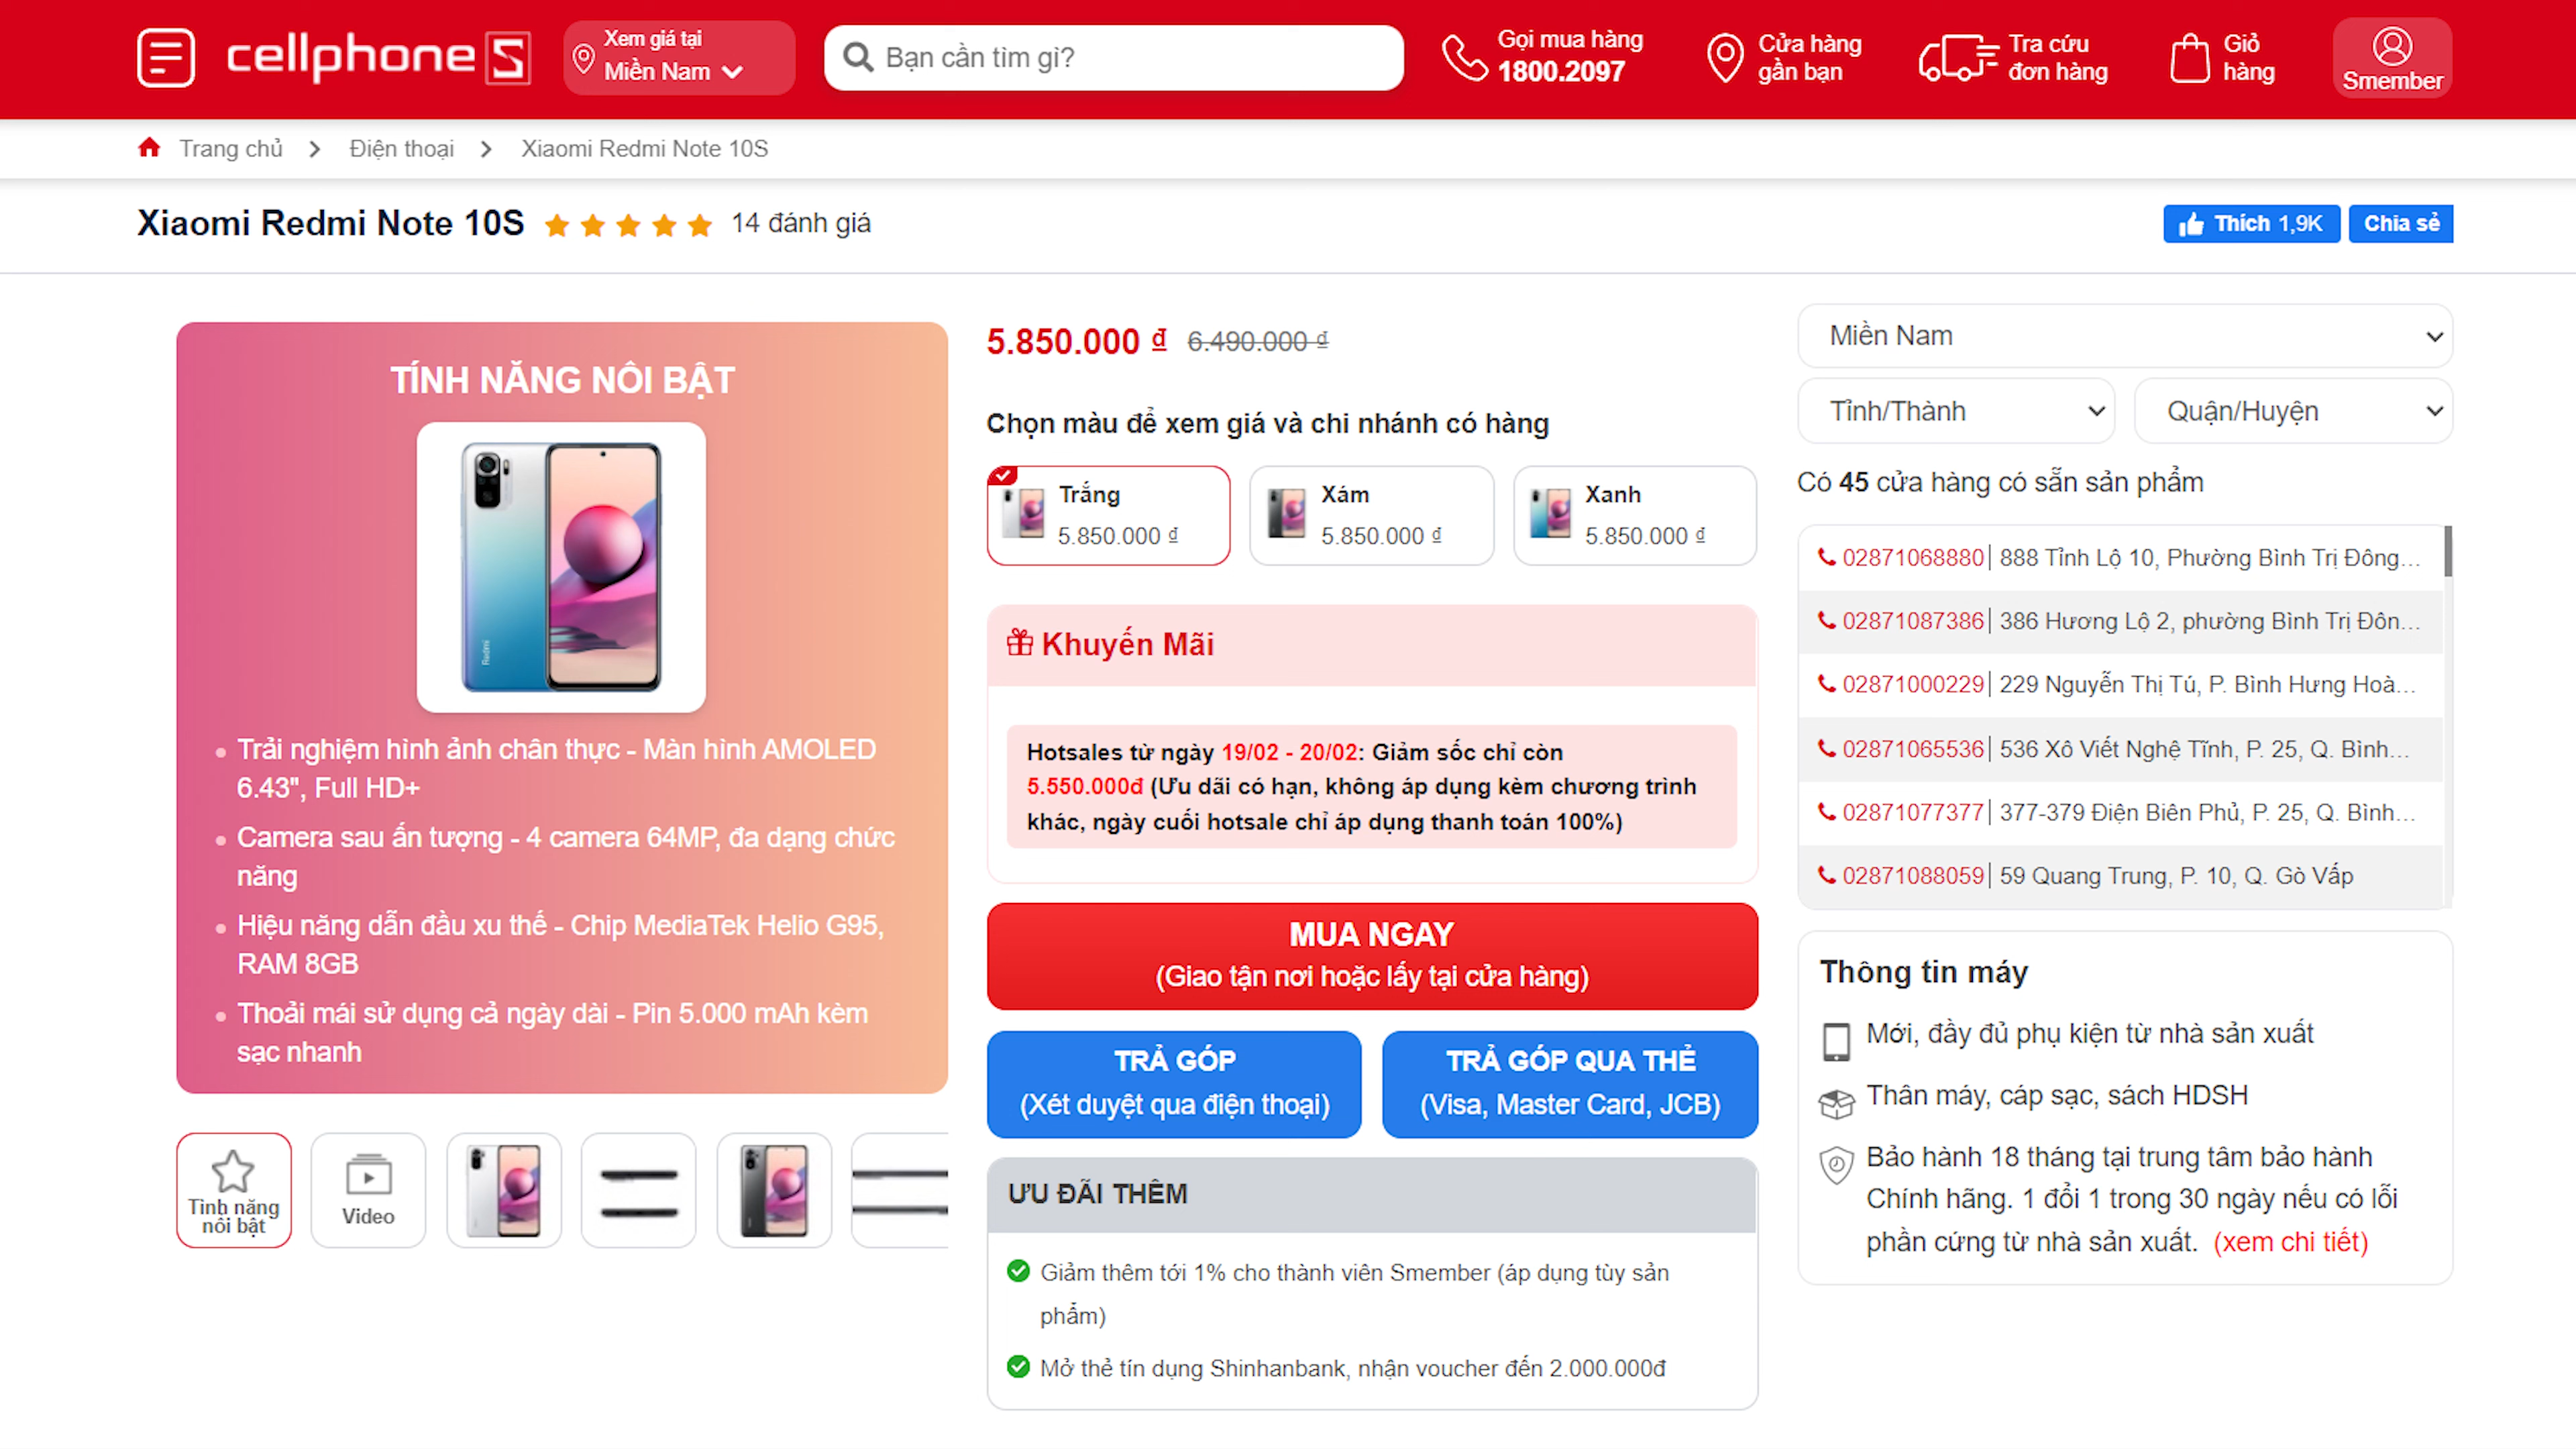 cellphoneS
Xem giá tại
Miền Nam
Bạn cần tìm gì?
Gọi mua hàng
1800.2097
Cửa hàng
gần bạn
Tra cứu
đơn hàng
Giỏ
hàng
Smember
Trang chủ
Điện thoại
Xiaomi Redmi Note 10S
Xiaomi Redmi Note 10S
14 đánh giá
Thích 1,9K
Chia sẻ
TÍNH NĂNG NỔI BẬT
Redmi
Trải nghiệm hình ảnh chân thực - Màn hình AMOLED
6.43", Full HD+
Camera sau ấn tượng - 4 camera 64MP, đa dạng chức
năng
Hiệu năng dẫn đầu xu thế - Chip MediaTek Helio G95,
RAM 8GB
Thoải mái sử dụng cả ngày dài - Pin 5.000 mAh kèm
sạc nhanh
Tính năng
nổi bật
Video
5.850.000 ₫ 6.490.000 ₫
Chọn màu để xem giá và chi nhánh có hàng
Trắng
5.850.000 ₫
Xám
5.850.000 ₫
Xanh
5.850.000 ₫
Khuyến Mãi
Hotsales từ ngày 19/02 - 20/02: Giảm sốc chỉ còn
5.550.000đ (Ưu dãi có hạn, không áp dụng kèm chương trình
khác, ngày cuối hotsale chỉ áp dụng thanh toán 100%)
MUA NGAY
(Giao tận nơi hoặc lấy tại cửa hàng)
TRẢ GÓP
(Xét duyệt qua điện thoại)
TRẢ GÓP QUA THẺ
(Visa, Master Card, JCB)
ƯU ĐÃI THÊM
Giảm thêm tới 1% cho thành viên Smember (áp dụng tùy sản
phẩm)
Mở thẻ tín dụng Shinhanbank, nhận voucher đến 2.000.000đ
Miền Nam
Tỉnh/Thành
Quận/Huyện
Có 45 cửa hàng có sẵn sản phẩm
02871068880| 888 Tỉnh Lộ 10, Phường Bình Trị Đông...
02871087386| 386 Hương Lộ 2, phường Bình Trị Đôn...
02871000229| 229 Nguyễn Thị Tú, P. Bình Hưng Hoà...
02871065536| 536 Xô Viết Nghệ Tĩnh, P. 25, Q. Bình...
02871077377| 377-379 Điện Biên Phủ, P. 25, Q. Bình...
02871088059| 59 Quang Trung, P. 10, Q. Gò Vấp
Thông tin máy
Mới, đầy đủ phụ kiện từ nhà sản xuất
Thân máy, cáp sạc, sách HDSH
Bảo hành 18 tháng tại trung tâm bảo hành
Chính hãng. 1 đổi 1 trong 30 ngày nếu có lỗi
phần cứng từ nhà sản xuất. (xem chi tiết)